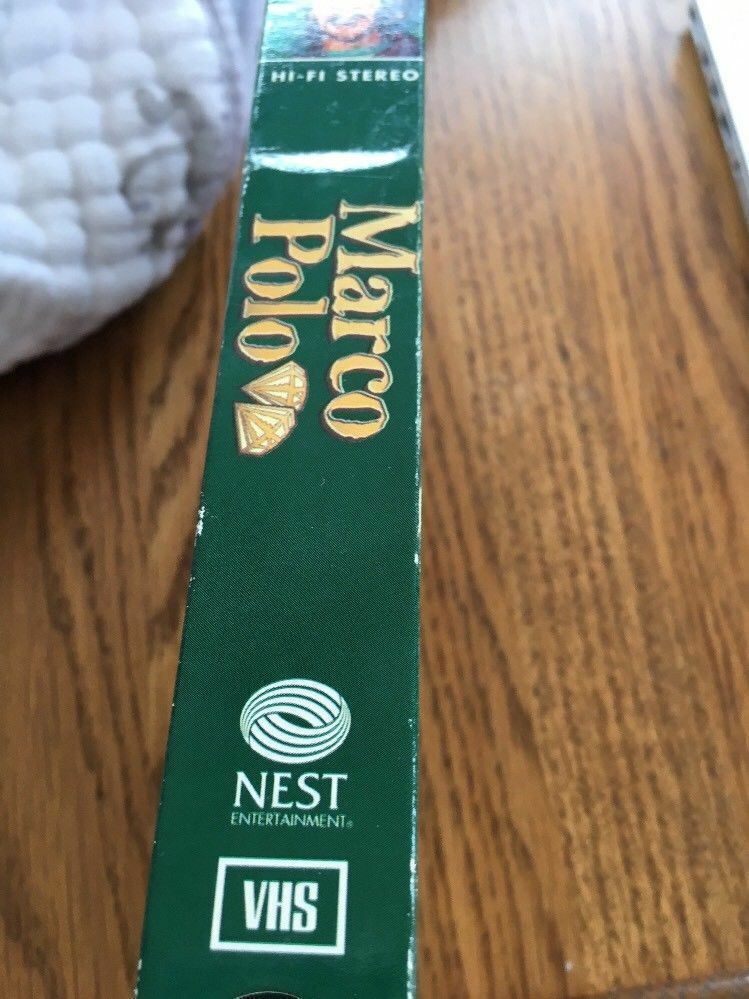 HI-FI STEREO
Marco
Polo
NEST
ENTERTAINMENT®
VHS